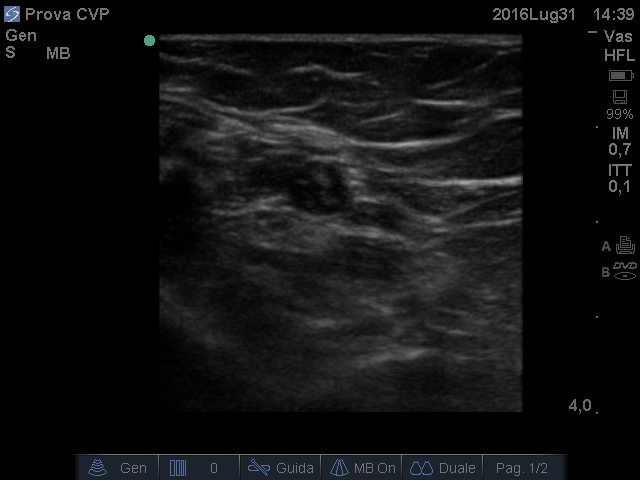 Prova CVP
2016Lug31 14:39
Gen
S MB
Vas
HFL
99%
IM
0,7
ITT
0,1
A
B DVD
4,0
Gen
0
Guida
MB On
Duale
Pag. 1/2